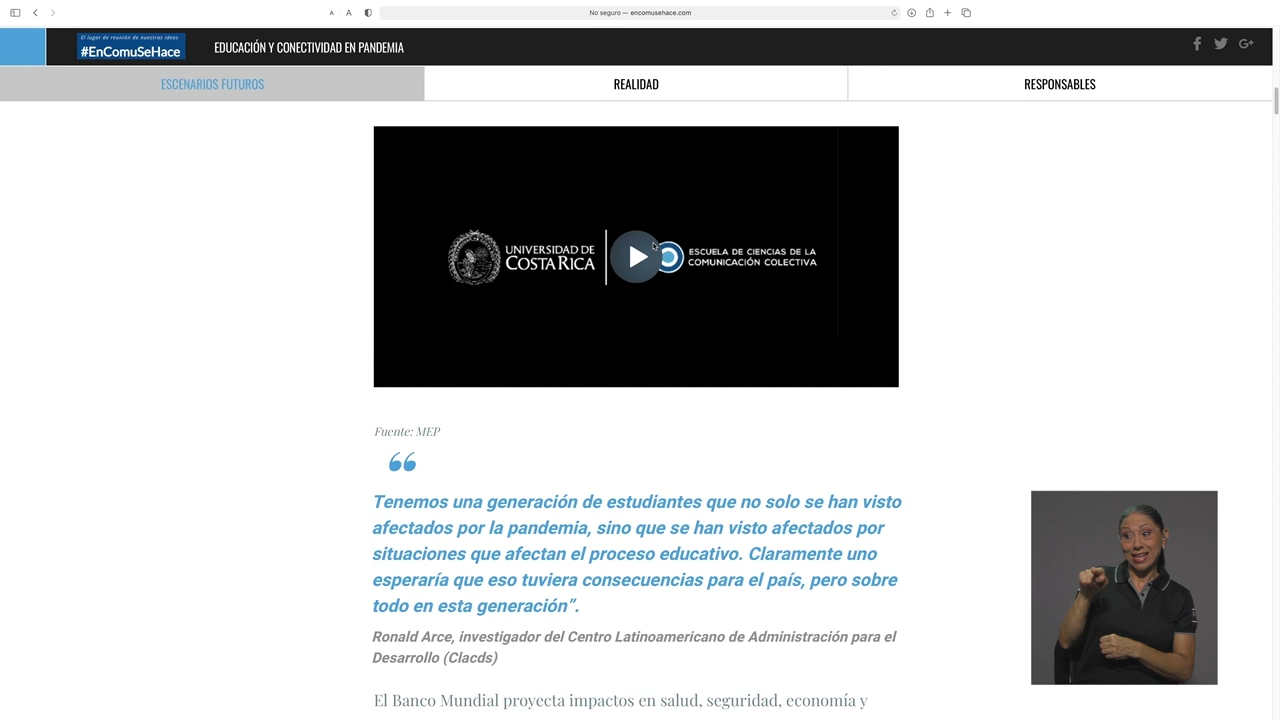 A
A
No seguro — encomusehace.com
El lugar de reunión de nuestras ideas
#EnComuSeHace
EDUCACIÓN Y CONECTIVIDAD EN PANDEMIA
ESCENARIOS FUTUROS
REALIDAD
RESPONSABLES
UNIVERSIDAD DE
COSTA RICA
ESCUELA DE CIENCIAS DE LA
COMUNICACIÓN COLECTIVA
Fuente: MEP
Tenemos una generación de estudiantes que no solo se han visto
afectados por la pandemia, sino que se han visto afectados por
situaciones que afectan el proceso educativo. Claramente uno
esperaría que eso tuviera consecuencias para el país, pero sobre
todo en esta generación”.
Ronald Arce, investigador del Centro Latinoamericano de Administración para el
Desarrollo (Clacds)
El Banco Mundial proyecta impactos en salud, seguridad, economía y